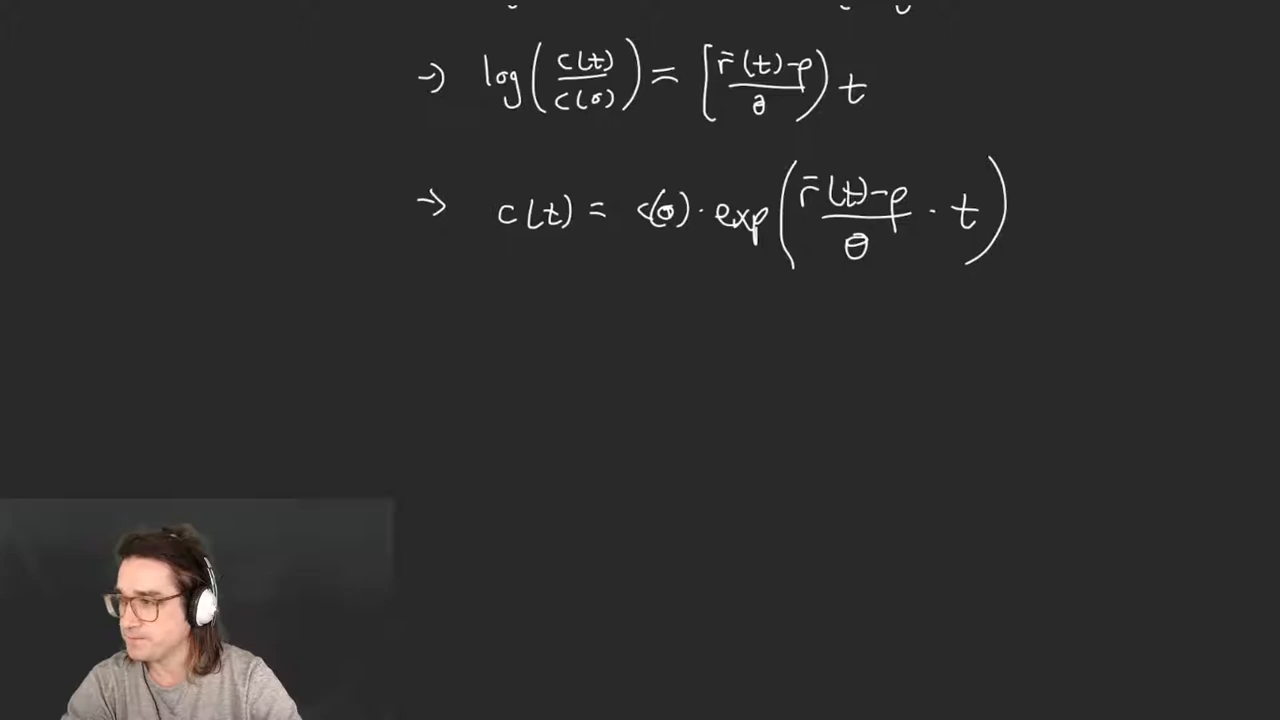 → log(c(t)/c(0)) = [r̄(t)-ρ/θ) t
→ c(t) = c(0) · exp(r̄(t)-ρ/θ · t)